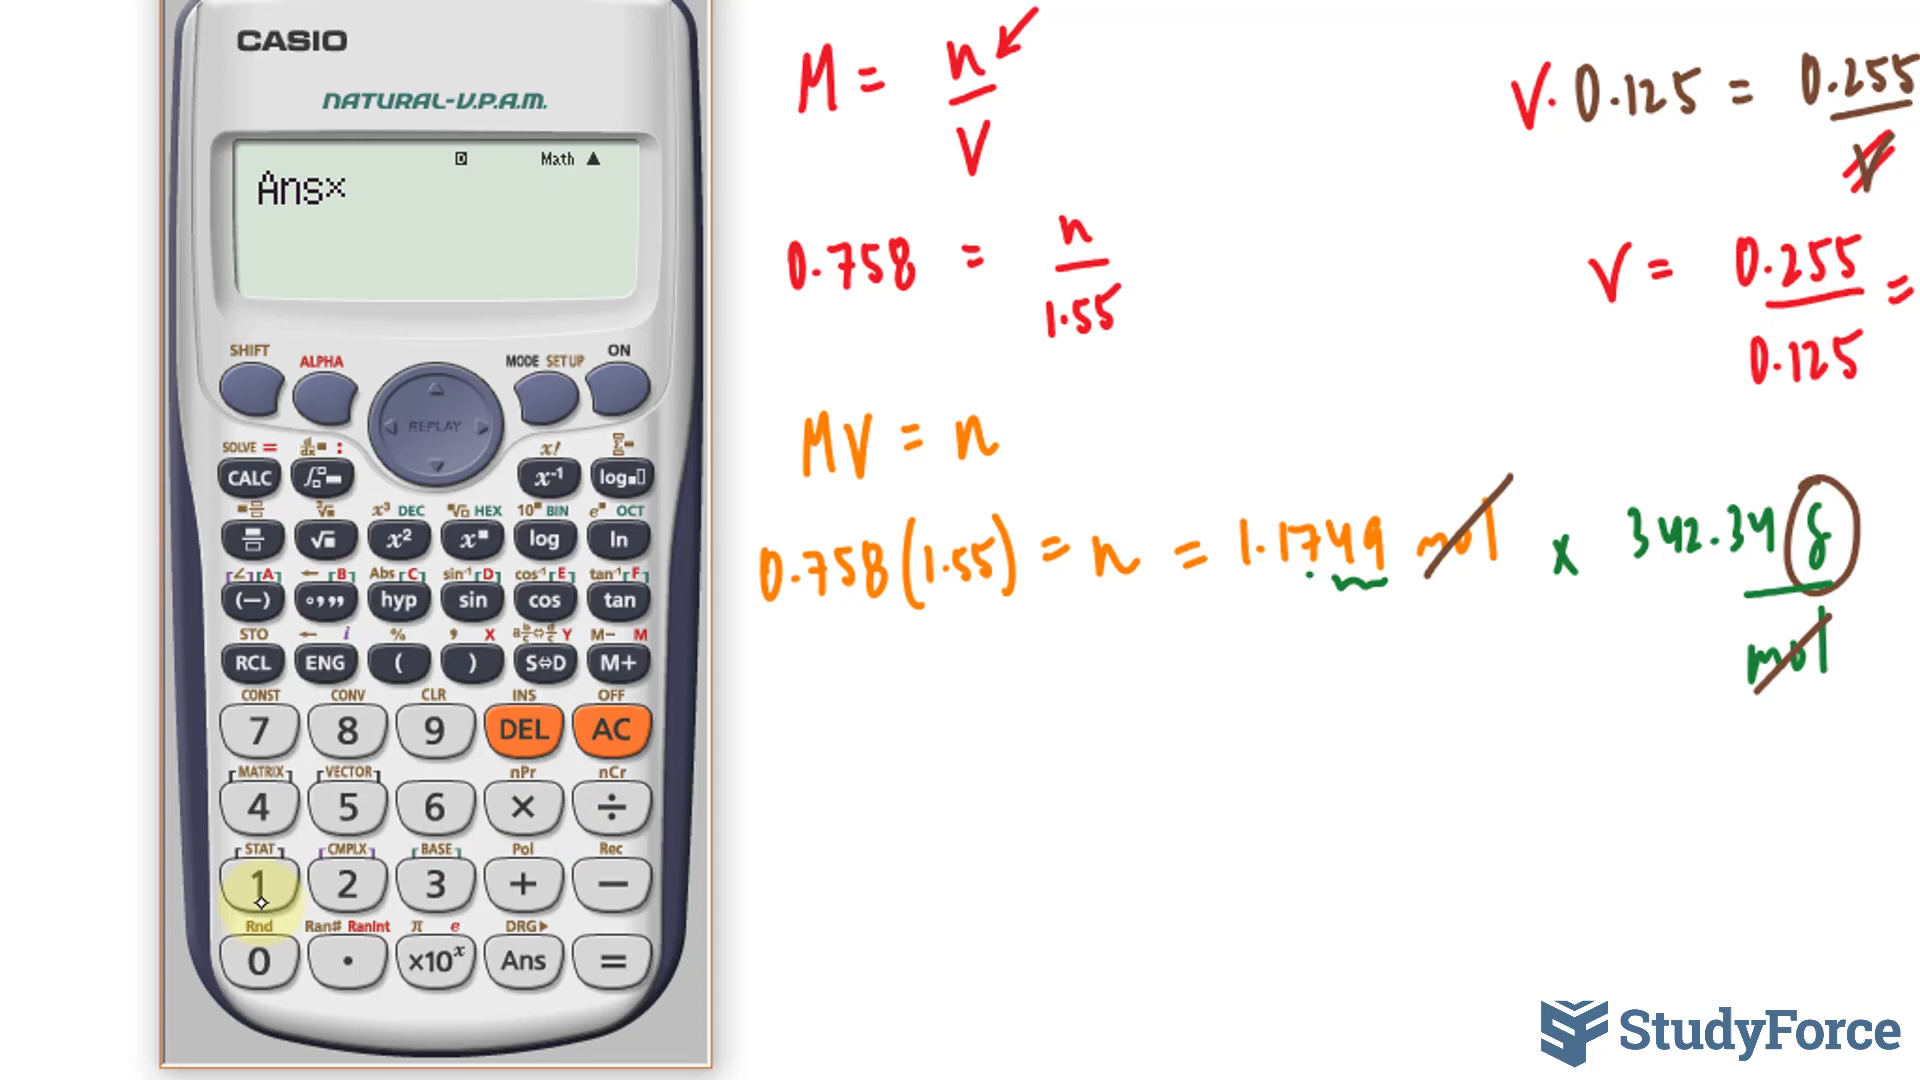 CASIO
NATURAL-V.P.A.M.
D Math ▲
Ans×
SHIFT ALPHA MODE SETUP ON
REPLAY
SOLVE = : x! 
CALC x⁻¹ log
x³ DEC HEX 10 BIN e OCT
x² x log ln
∠ A ← B Abs C sin⁻¹ D cos⁻¹ E tan⁻¹ F
(−) hyp sin cos tan
STO ← i % , X Y M− M
RCL ENG ( ) S⇔D M+
CONST CONV CLR INS OFF
7 8 9 DEL AC
MATRIX VECTOR nPr nCr
4 5 6 × ÷
STAT CMPLX BASE Pol Rec
1 2 3 + −
Rnd Ran# RanInt π e DRG▶
0 . ×10ˣ Ans =
M = n/V
0.758 = n/1.55
MV = n
0.758(1.55) = n = 1.1749 mol × 342.34 g/mol
V. 0.125 = 0.255/V
V = 0.255/0.125 =
StudyForce